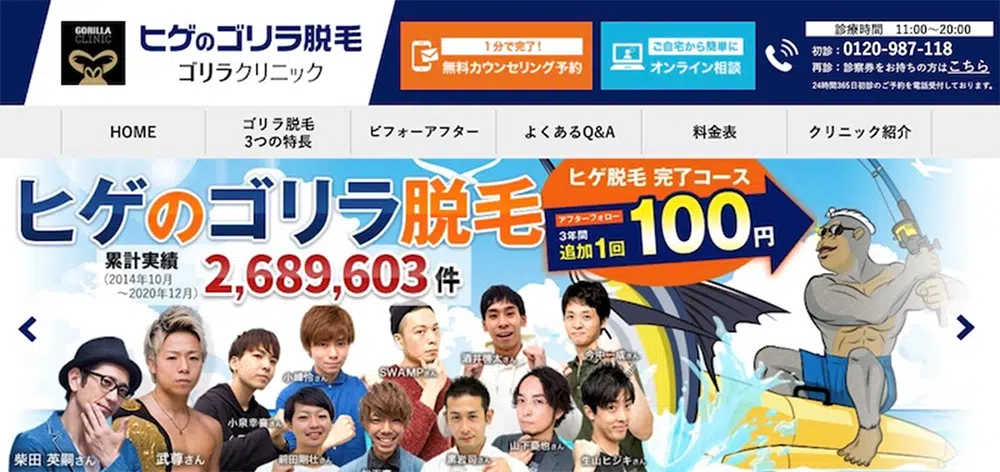 GORILLA
CLINIC
ヒゲのゴリラ脱毛
ゴリラクリニック
1分で完了!
無料カウンセリング予約
ご自宅から簡単に
オンライン相談
診療時間 11:00～20:00
初診：0120-987-118
再診：診察券をお持ちの方はこちら
24時間365日初診のご予約を電話受付しております。
HOME
ゴリラ脱毛
3つの特長
ビフォーアフター
よくあるQ&A
料金表
クリニック紹介
ヒゲのゴリラ脱毛
累計実績
（2014年10月
～2020年12月）
2,689,603件
ヒゲ脱毛 完了コース
アフターフォロー
3年間
追加1回
100円
柴田 英嗣さん
武尊さん
小泉幸奏さん
小峰怜さん
前田剛壮さん
SWAMPさん
黒岩司さん
酒井啓太さん
山下憂也さん
今中一成さん
生山ヒジキさん